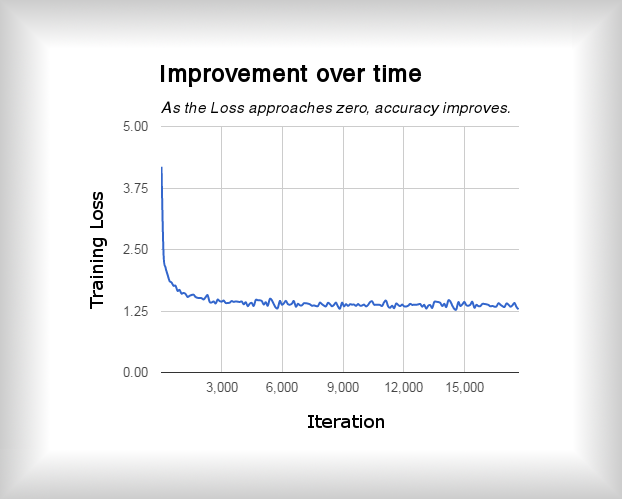 Improvement over time
As the Loss approaches zero, accuracy improves.
5.00
3.75
2.50
1.25
0.00
Training Loss
3,000 6,000 9,000 12,000 15,000
Iteration